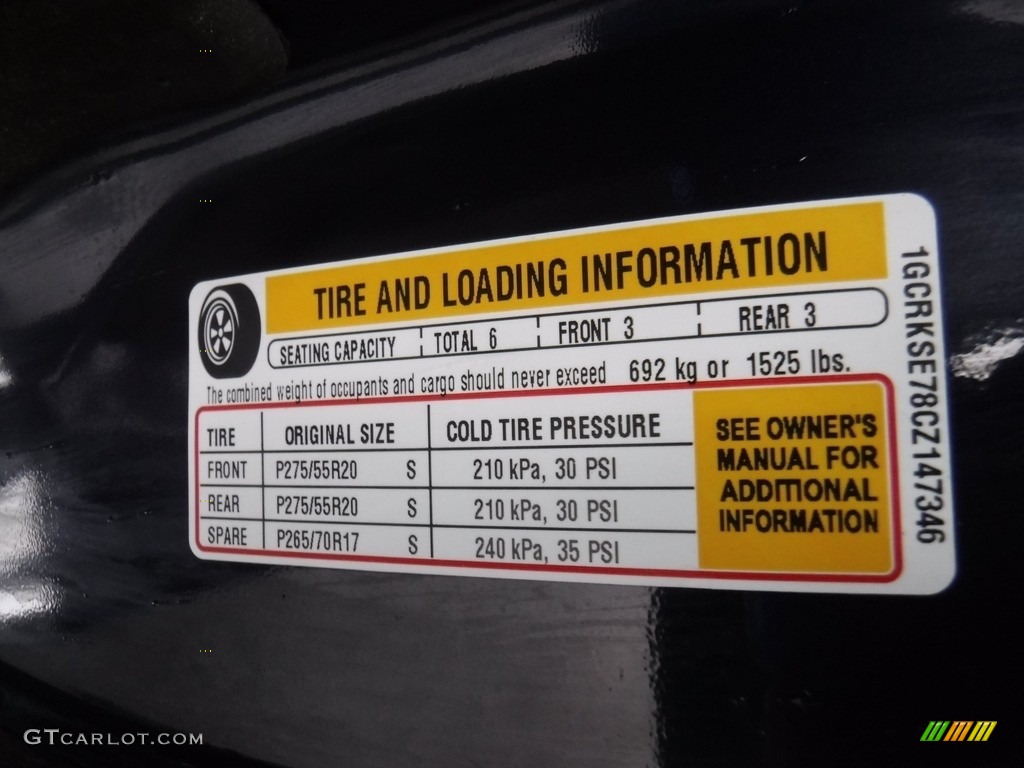 TIRE AND LOADING INFORMATION
SEATING CAPACITY TOTAL 6 FRONT 3 REAR 3
The combined weight of occupants and cargo should never exceed 692 kg or 1525 lbs.
TIRE ORIGINAL SIZE COLD TIRE PRESSURE
FRONT P275/55R20 S 210 kPa, 30 PSI
REAR P275/55R20 S 210 kPa, 30 PSI
SPARE P265/70R17 S 240 kPa, 35 PSI
SEE OWNER'S
MANUAL FOR
ADDITIONAL
INFORMATION
1GCRKSE78CZ147346
GTCARLOT.COM